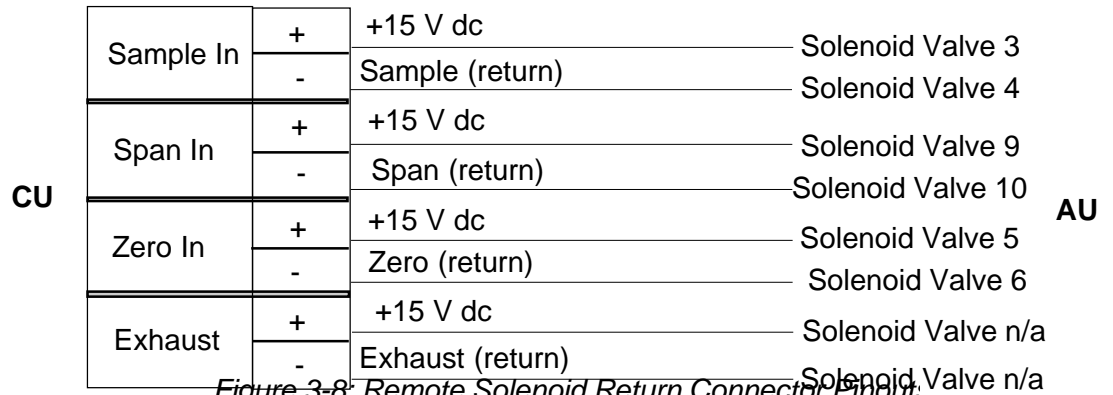 Sample In + +15 V dc Solenoid Valve 3
- Sample (return) Solenoid Valve 4
Span In + +15 V dc Solenoid Valve 9
- Span (return) Solenoid Valve 10
CU AU
Zero In + +15 V dc Solenoid Valve 5
- Zero (return) Solenoid Valve 6
Exhaust + +15 V dc Solenoid Valve n/a
- Exhaust (return) Solenoid Valve n/a
Figure 3-8: Remote Solenoid Return Connector Pinout